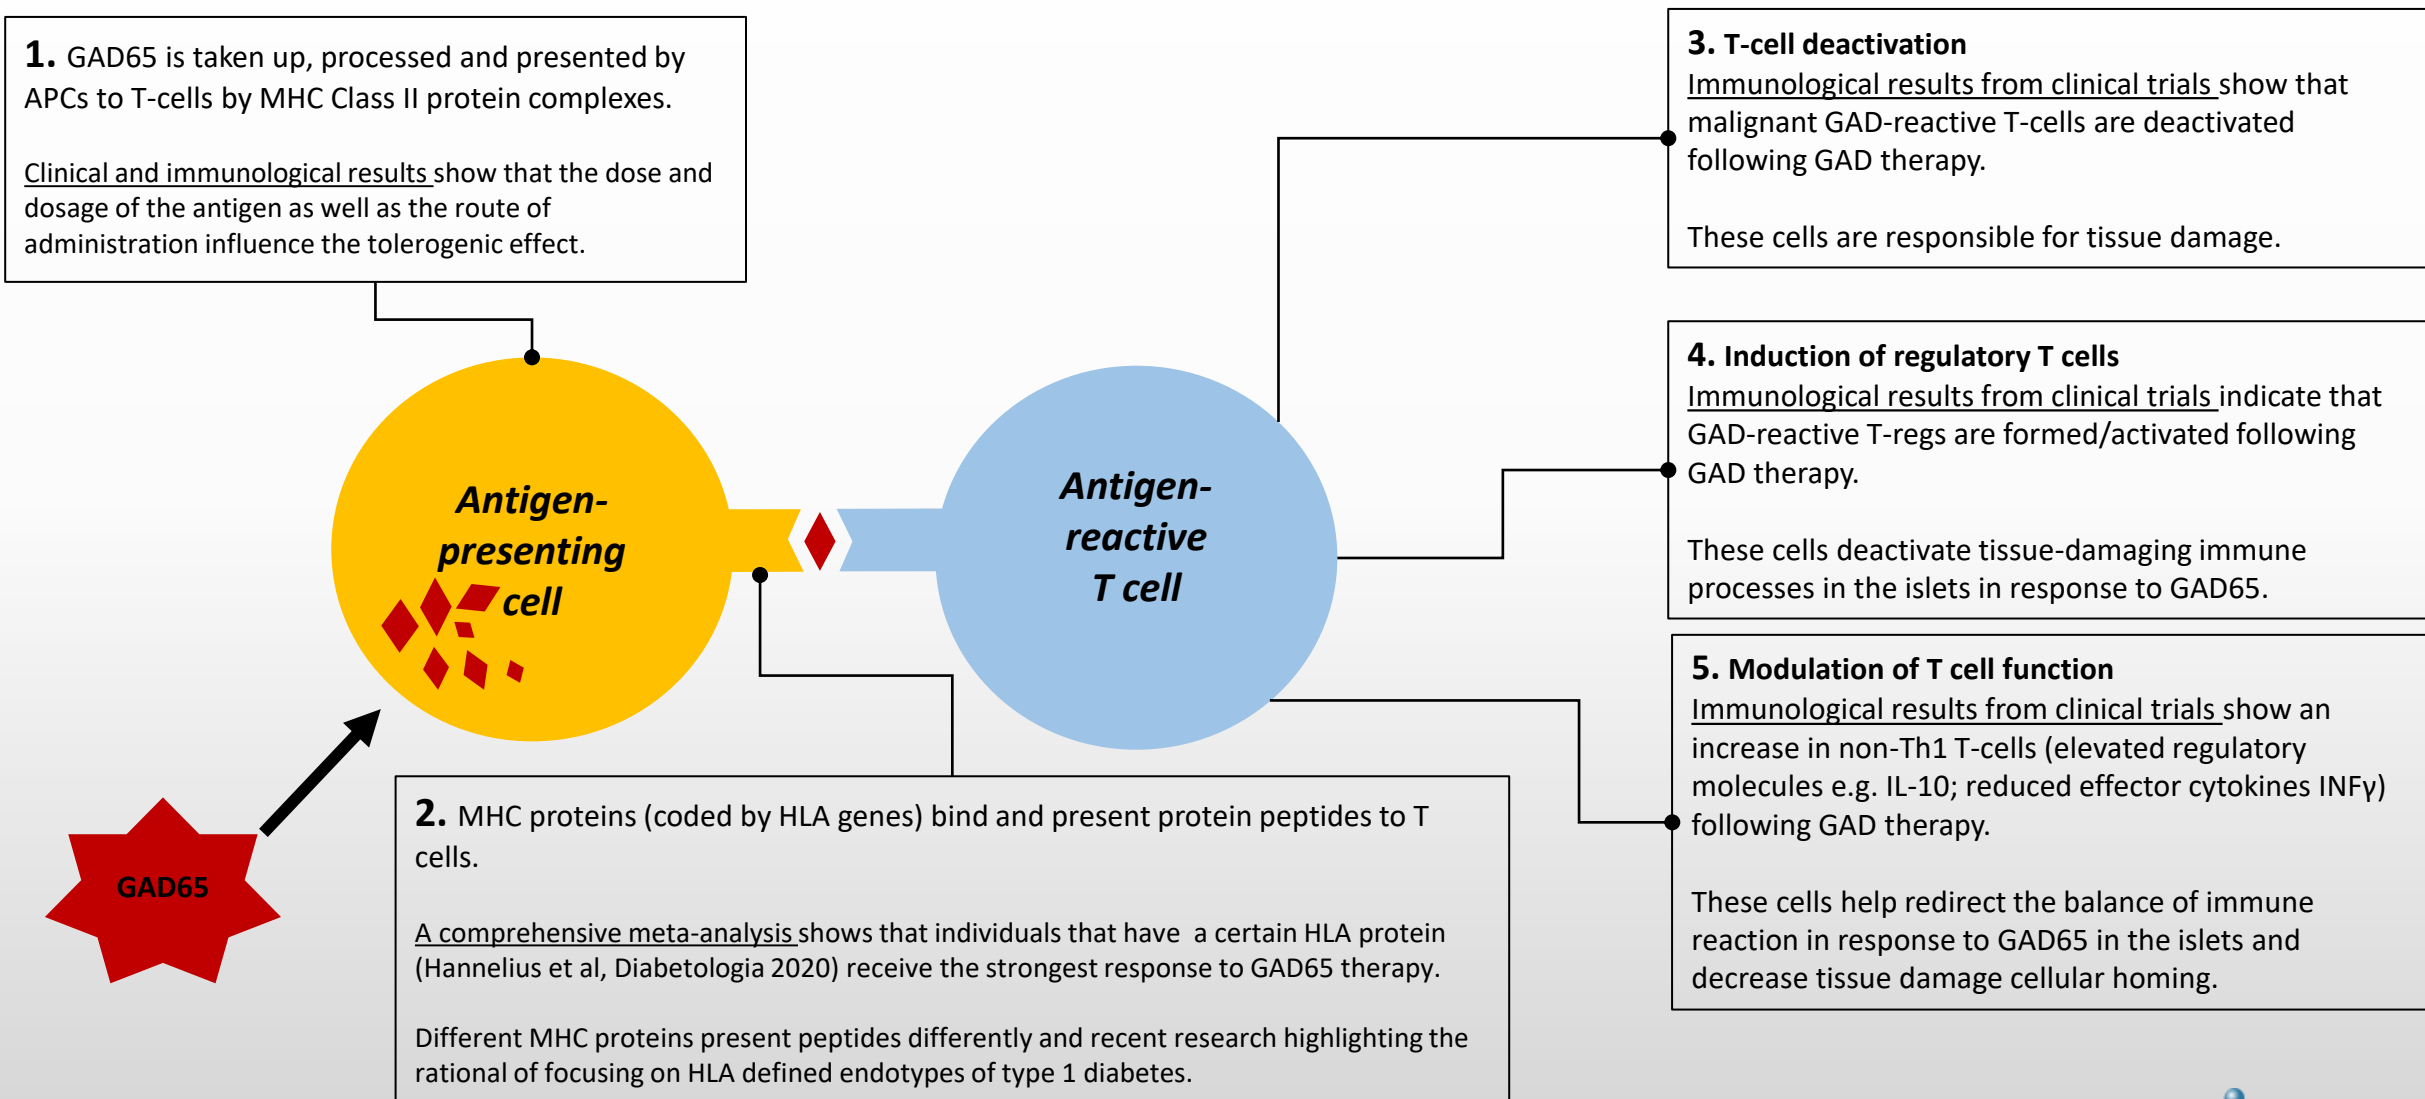 1. GAD65 is taken up, processed and presented by
APCs to T-cells by MHC Class II protein complexes.
Clinical and immunological results show that the dose and
dosage of the antigen as well as the route of
administration influence the tolerogenic effect.
Antigen-
presenting
cell
GAD65
2. MHC proteins (coded by HLA genes) bind and present protein peptides to T
cells.
A comprehensive meta-analysis shows that individuals that have a certain HLA protein
(Hannelius et al, Diabetologia 2020) receive the strongest response to GAD65 therapy.
Different MHC proteins present peptides differently and recent research highlighting the
rational of focusing on HLA defined endotypes of type 1 diabetes.
Antigen-
reactive
T cell
3. T-cell deactivation
Immunological results from clinical trials show that
malignant GAD-reactive T-cells are deactivated
following GAD therapy.
These cells are responsible for tissue damage.
4. Induction of regulatory T cells
Immunological results from clinical trials indicate that
GAD-reactive T-regs are formed/activated following
GAD therapy.
These cells deactivate tissue-damaging immune
processes in the islets in response to GAD65.
5. Modulation of T cell function
Immunological results from clinical trials show an
increase in non-Th1 T-cells (elevated regulatory
molecules e.g. IL-10; reduced effector cytokines INFγ)
following GAD therapy.
These cells help redirect the balance of immune
reaction in response to GAD65 in the islets and
decrease tissue damage cellular homing.